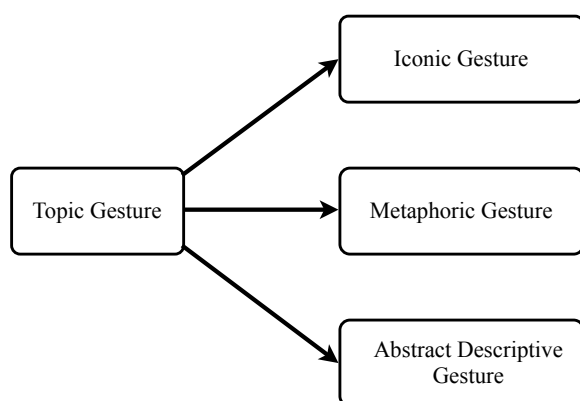 Iconic Gesture
Topic Gesture
Metaphoric Gesture
Abstract Descriptive
Gesture